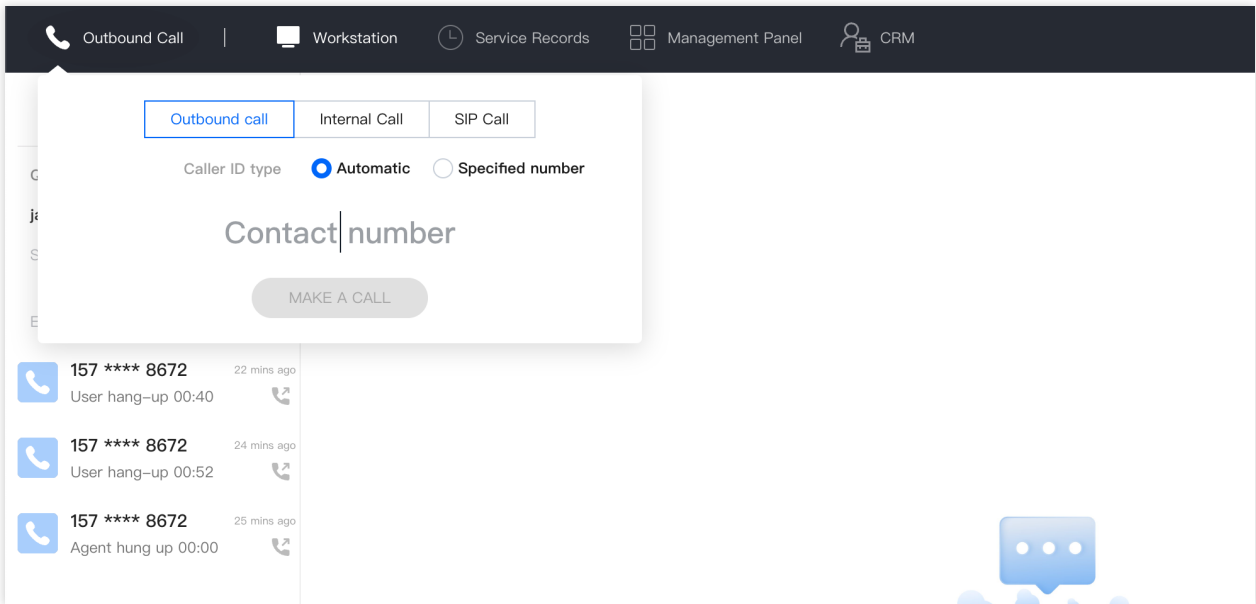 Outbound Call | Workstation Service Records Management Panel CRM
Outbound call Internal Call SIP Call
Caller ID type Automatic Specified number
Contact number
MAKE A CALL
157 **** 8672 22 mins ago
User hang-up 00:40
157 **** 8672 24 mins ago
User hang-up 00:52
157 **** 8672 25 mins ago
Agent hung up 00:00